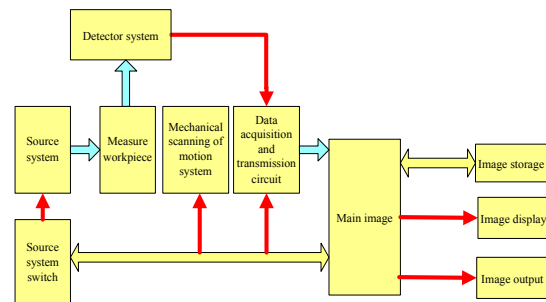 Detector system
Source
system
Measure
workpiece
Mechanical
scanning of
motion
system
Data
acquisition
and
transmission
circuit
Main image
Image storage
Image display
Image output
Source
system
switch